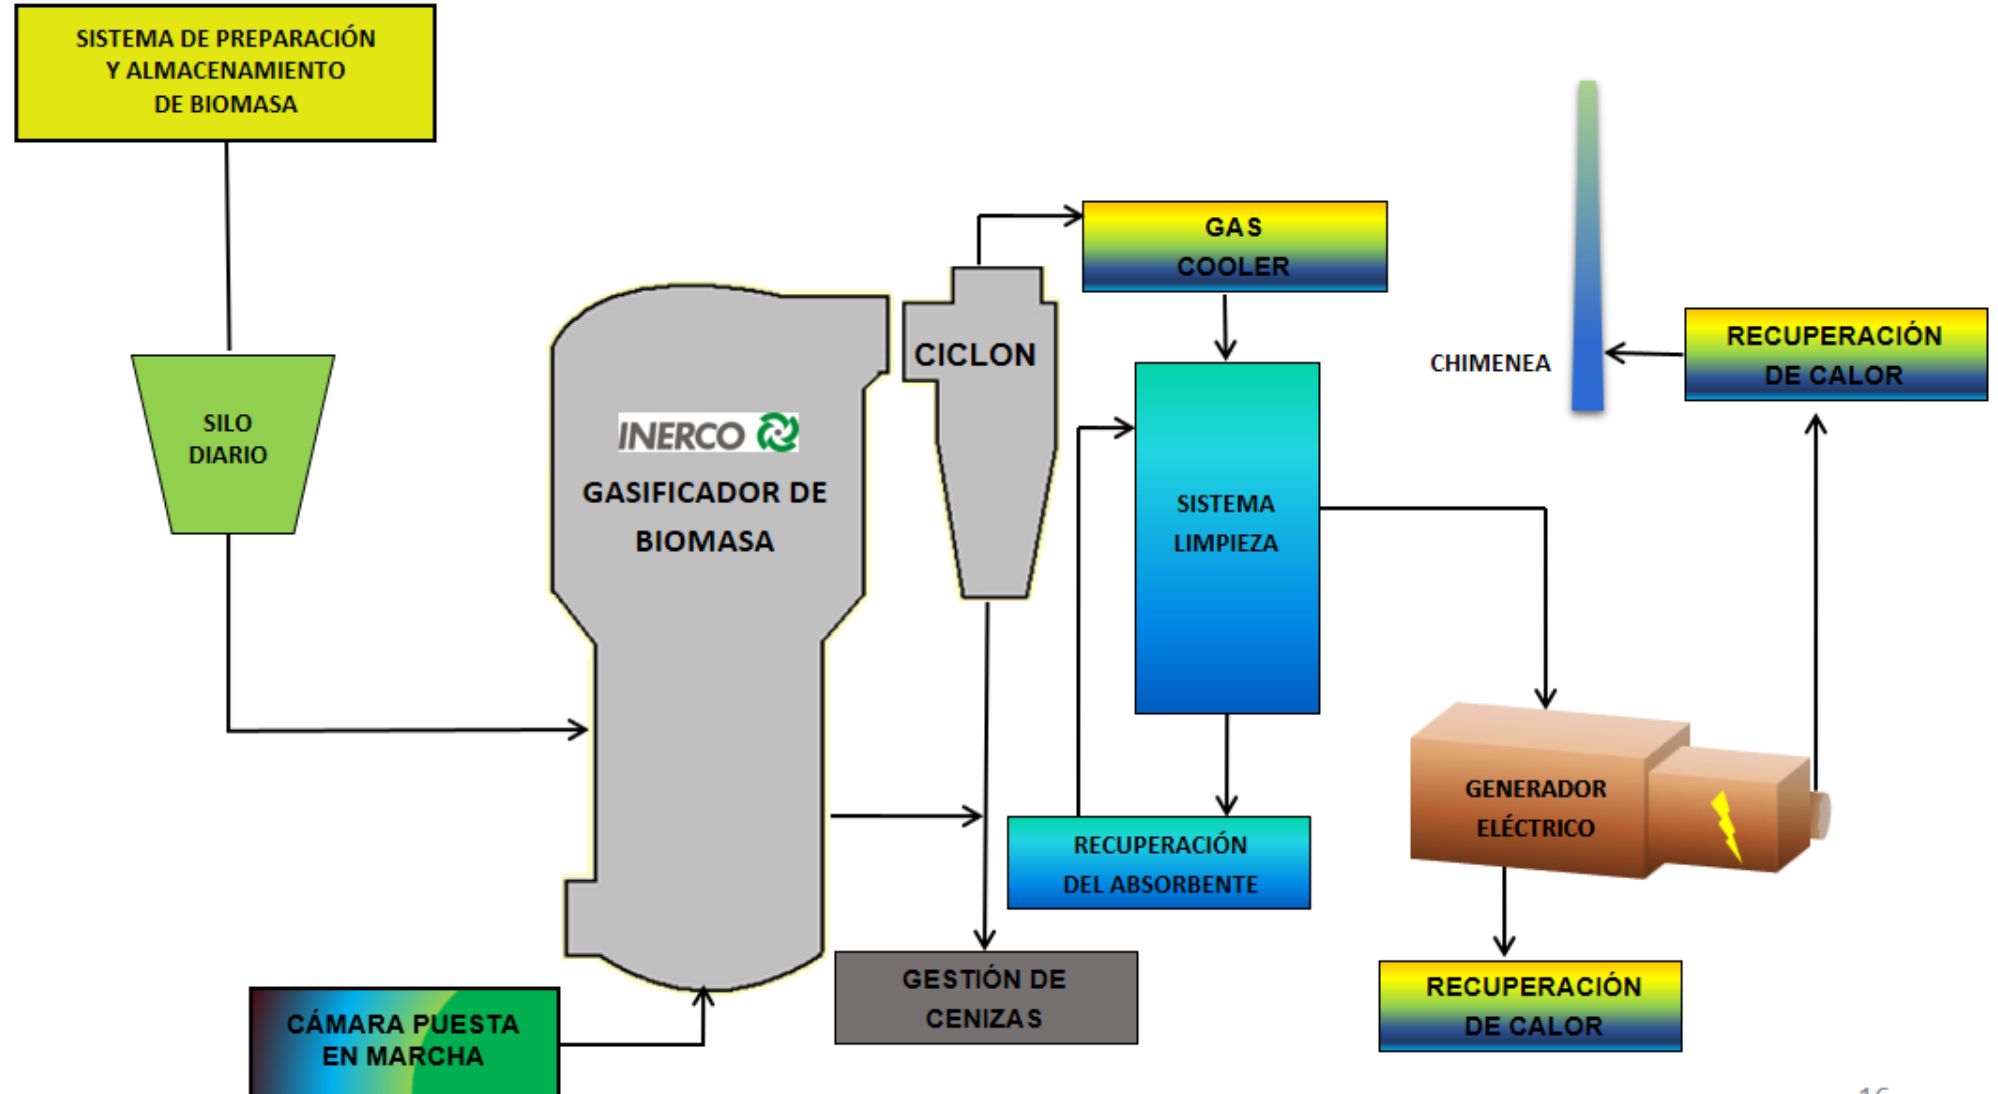 SISTEMA DE PREPARACIÓN
Y ALMACENAMIENTO
DE BIOMASA
SILO
DIARIO
INERCO
GASIFICADOR DE
BIOMASA
CICLON
GAS
COOLER
SISTEMA
LIMPIEZA
CHIMENEA
RECUPERACIÓN
DE CALOR
GENERADOR
ELÉCTRICO
RECUPERACIÓN
DEL ABSORBENTE
GESTIÓN DE
CENIZAS
RECUPERACIÓN
DE CALOR
CÁMARA PUESTA
EN MARCHA